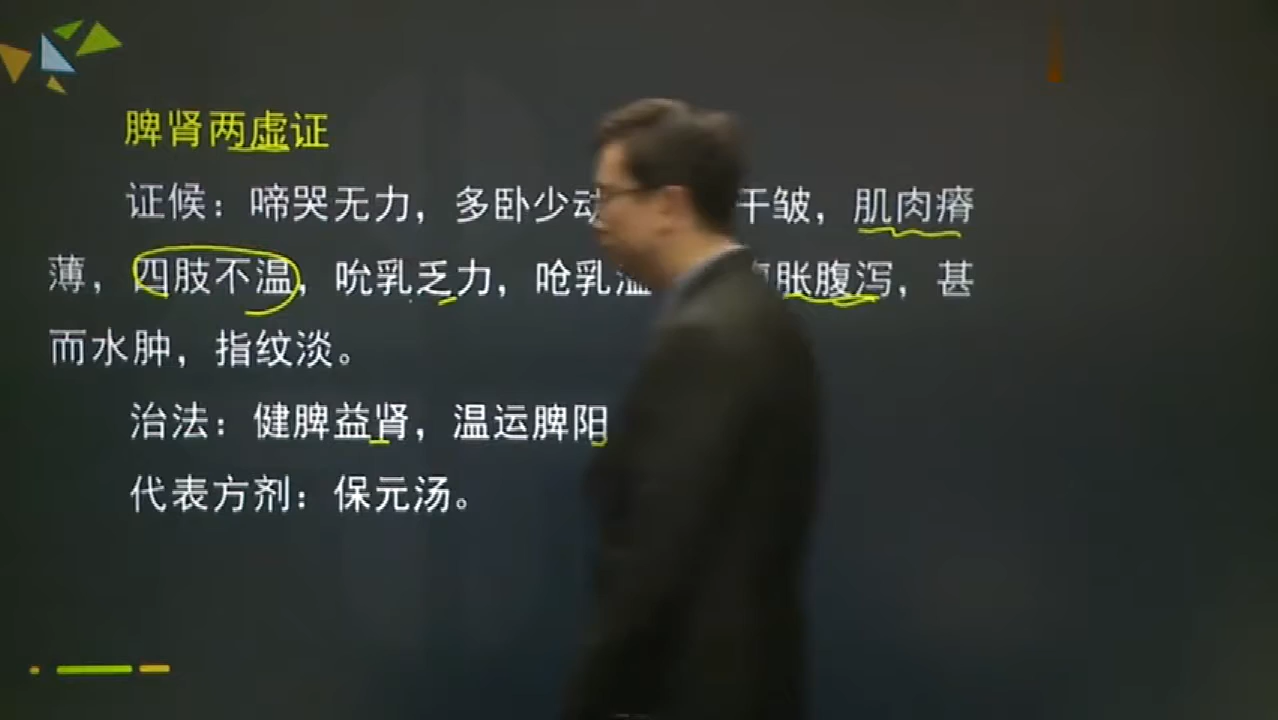 脾肾两虚证
证候：啼哭无力，多卧少动 干皱，肌肉瘠
薄，四肢不温，吮乳乏力，呛乳溢 胀腹泻，甚
而水肿，指纹淡。
治法：健脾益肾，温运脾阳
代表方剂：保元汤。